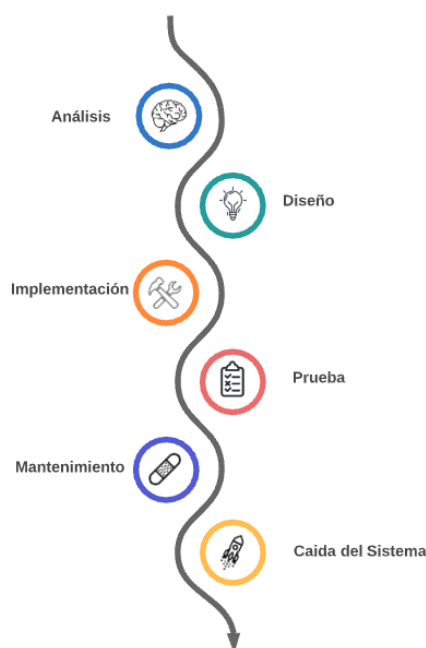 Análisis
Diseño
Implementación
Prueba
Mantenimiento
Caida del Sistema